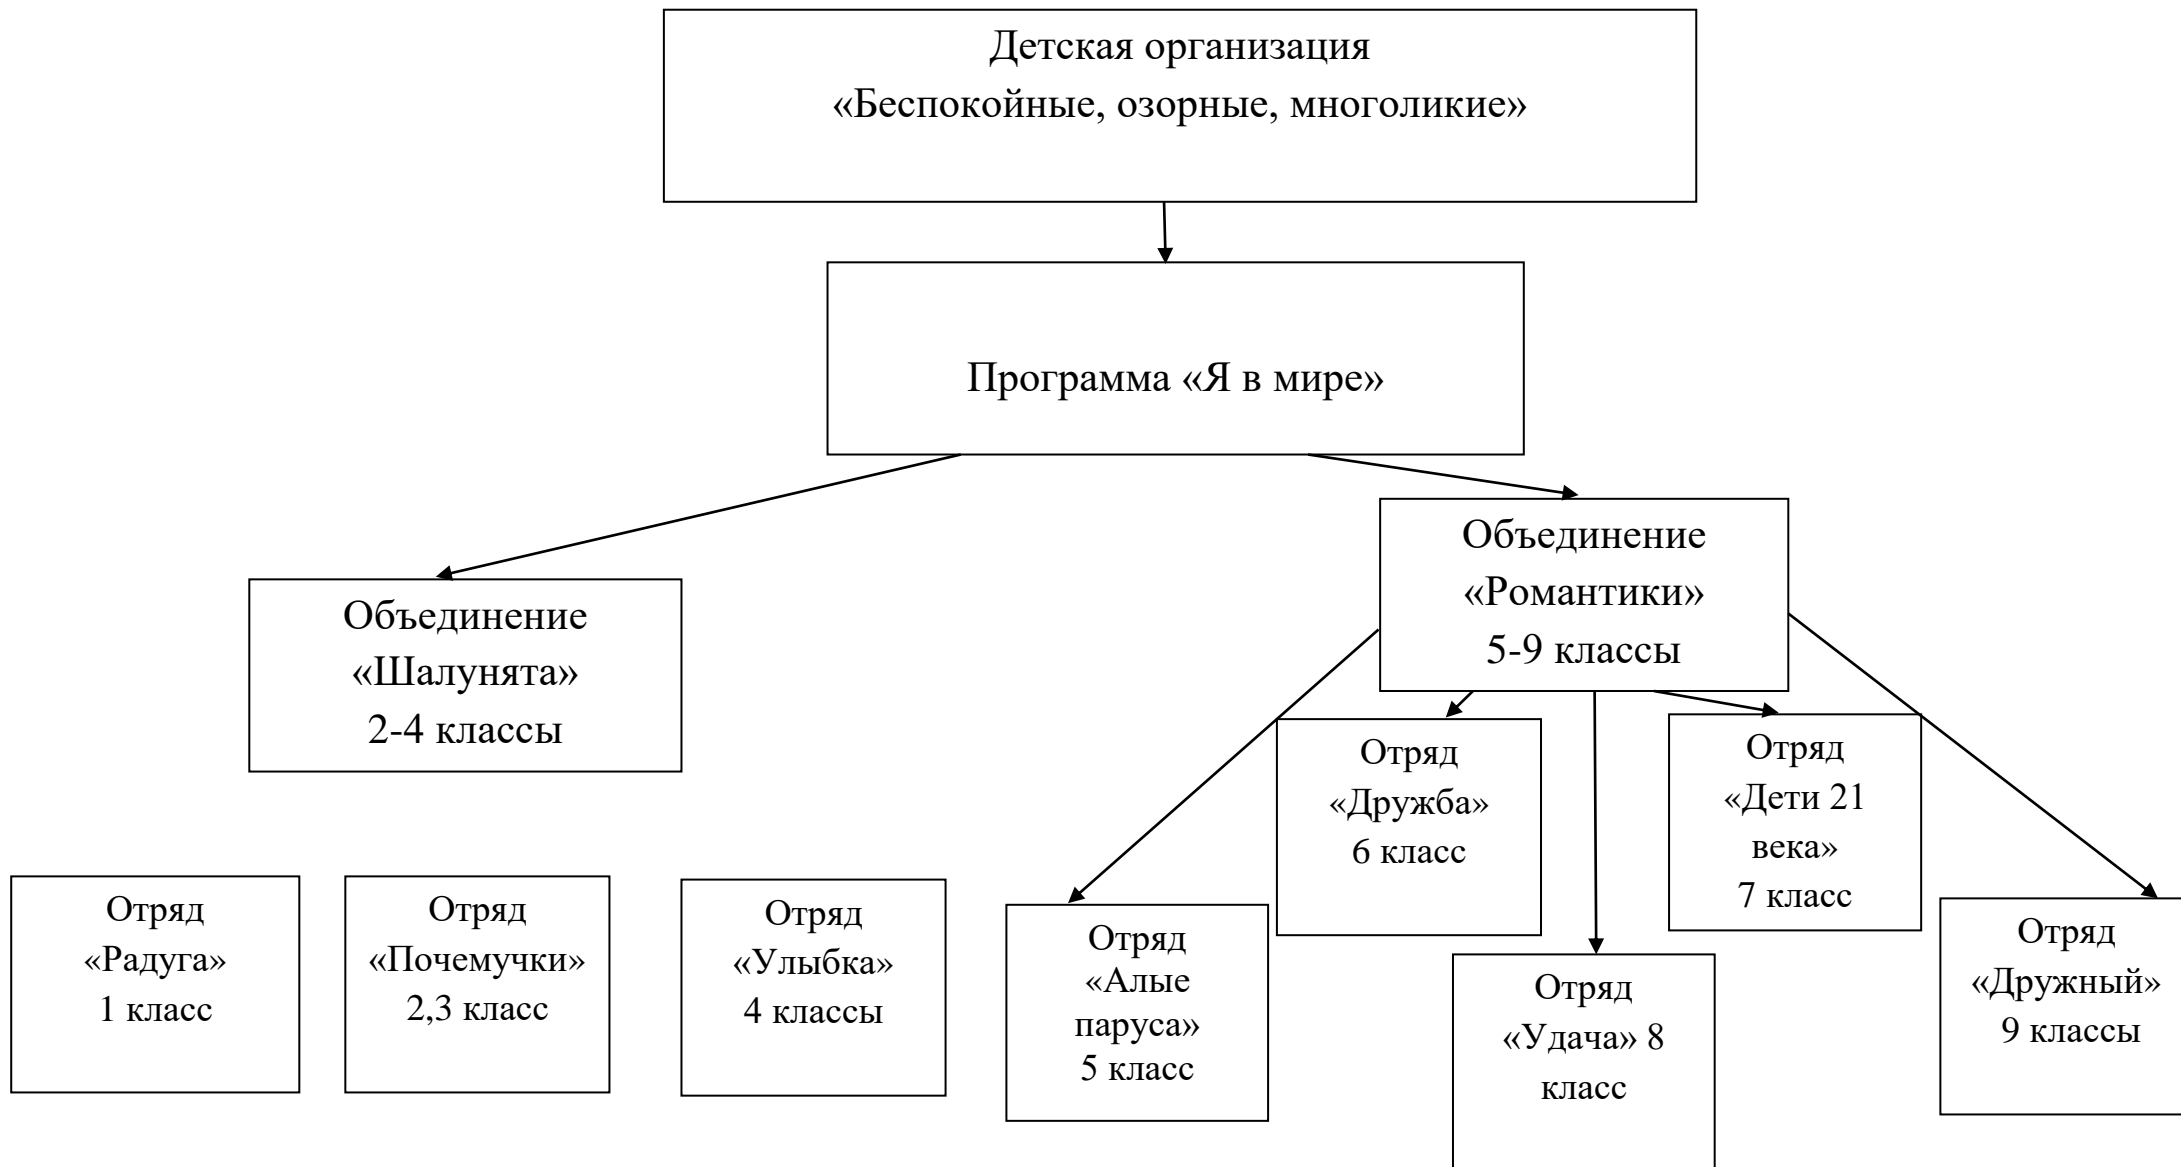 Детская организация
«Беспокойные, озорные, многоликие»
Программа «Я в мире»
Объединение
«Шалунята»
2-4 классы
Объединение
«Романтики»
5-9 классы
Отряд
«Радуга»
1 класс
Отряд
«Почемучки»
2,3 класс
Отряд
«Улыбка»
4 классы
Отряд
«Алые
паруса»
5 класс
Отряд
«Дружба»
6 класс
Отряд
«Удача» 8
класс
Отряд
«Дети 21
века»
7 класс
Отряд
«Дружный»
9 классы